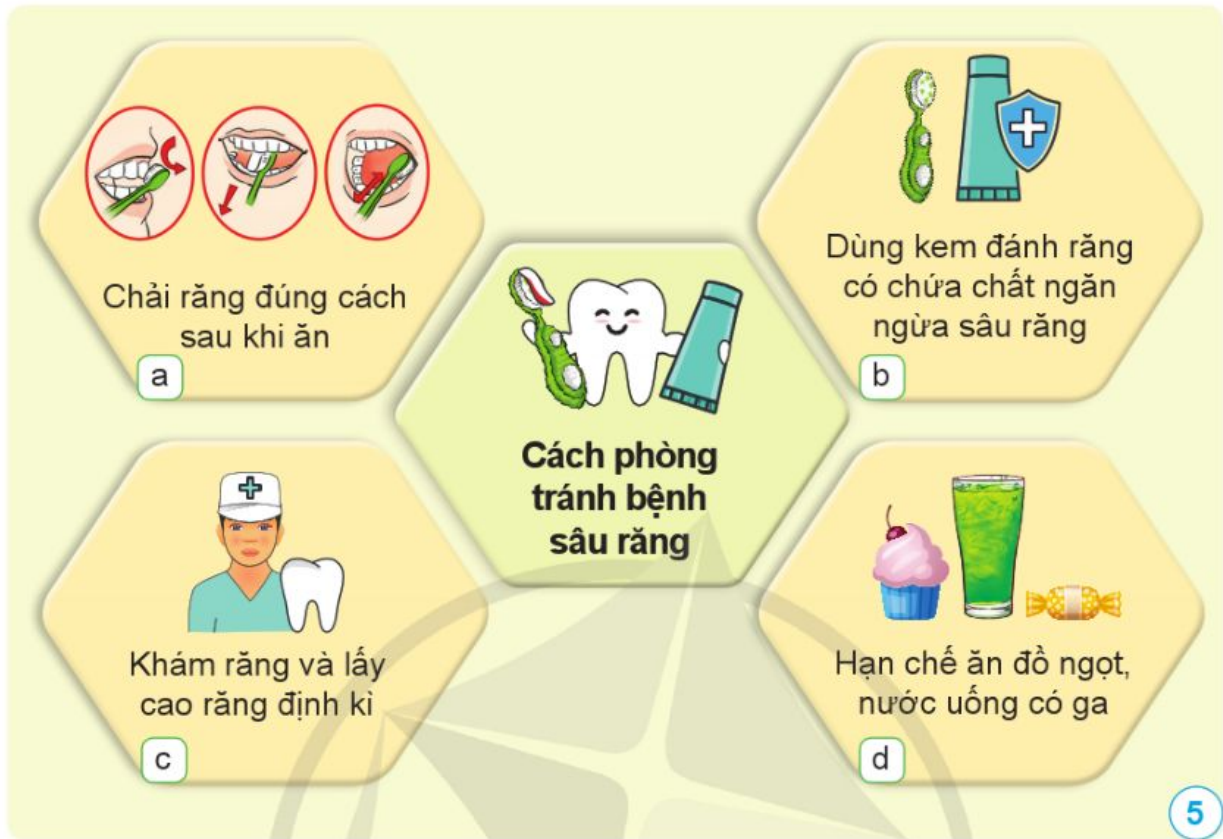 Chải răng đúng cách
sau khi ăn
a
Dùng kem đánh răng
có chứa chất ngăn
ngừa sâu răng
b
Cách phòng
tránh bệnh
sâu răng
Khám răng và lấy
cao răng định kì
c
Hạn chế ăn đồ ngọt,
nước uống có ga
d
5